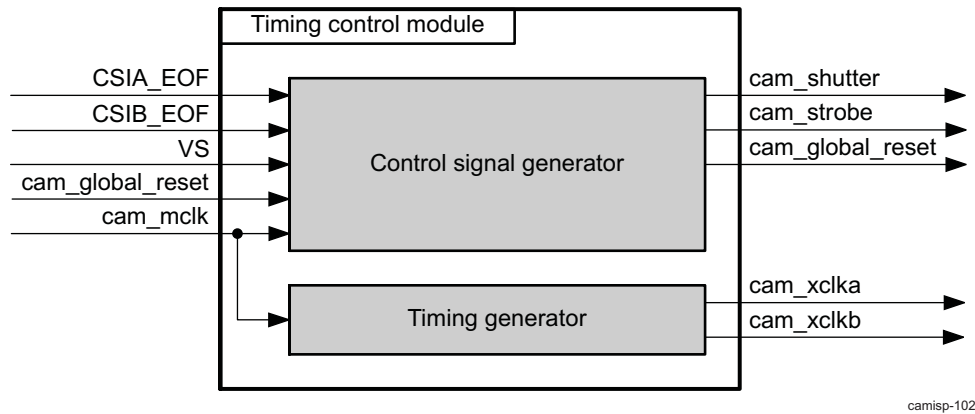 Timing control module
CSIA_EOF
CSIB_EOF
VS
cam_global_reset
cam_mclk
Control signal generator
cam_shutter
cam_strobe
cam_global_reset
Timing generator
cam_xclka
cam_xclkb
camisp-102